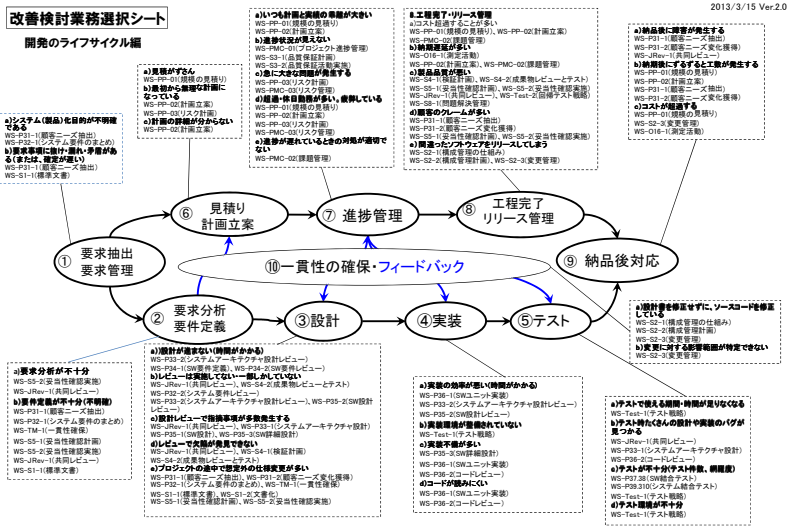 改善検討業務選択シート
2013/3/15 Ver.2.0
開発のライフサイクル編
a)システム(製品)化目的が不明確
である
WS-P31-1(顧客ニーズ抽出)
WS-P32-1(システム要件のまとめ)
b)要求事項に抜け・漏れ・矛盾があ
る(または、確定が遅い)
WS-P31-1(顧客ニーズ抽出)
WS-S1-1(標準文書)
a)見積がずさん
WS-PP-01(規模の見積り)
b)最初から無理な計画に
なっている
WS-PP-02(計画立案)
WS-PP-03(リスク計画)
c)計画の詳細が分からない
WS-PP-02(計画立案)
a)いつも計画と実績の乖離が大きい
WS-PP-01(規模の見積り)
WS-PP-02(計画立案)
b)進捗状況が見えない
WS-PMC-01(プロジェクト進捗管理)
WS-S3-1(品質保証計画)
WS-S3-2(品質保証活動実施)
c)急に大きな問題が発生する
WS-PP-03(リスク計画)
WS-PMC-03(リスク管理)
d)超過・休日勤務が多い。疲弊している
WS-PP-01(規模の見積り)
WS-PP-02(計画立案)
WS-PP-03(リスク計画)
WS-PMC-03(リスク管理)
e)進捗が遅れているときの対処が適切で
ない
WS-PMC-02(課題管理)
8.工程完了・リリース管理
a)コスト超過することが多い
WS-PP-01(規模の見積り)、WS-PP-02(計画立案)
WS-PMC-02(課題管理)
b)納期遅延が多い
WS-O16-1(測定活動)
WS-PP-02(計画立案)、WS-PMC-02(課題管理)
c)製品品質が悪い
WS-S4-1(検証計画)、WS-S4-2(成果物レビューとテスト)
WS-S5-1(妥当性確認計画)、WS-S5-2(妥当性確認実施)
WS-JRev-1(共同レビュー)、WS-Test-2(回帰テスト戦略)
WS-S8-1(問題解決管理)
d)顧客のクレームが多い
WS-P31-1(顧客ニーズ抽出)
WS-P31-2(顧客ニーズ変化獲得)
WS-S5-1(妥当性確認計画)、WS-S5-2(妥当性確認実施)
e)間違ったソフトウェアをリリースしてしまう
WS-S2-1(構成管理の仕組み)
WS-S2-2(構成管理計画)、WS-S2-3(変更管理)
a)納品後に障害が発生する
WS-P31-1(顧客ニーズ抽出)
WS-P31-2(顧客ニーズ変化獲得)
WS-JRev-1(共同レビュー)
b)納期後にずるずると工数が発生する
WS-PP-01(規模の見積り)
WS-PP-02(計画立案)
WS-P31-1(顧客ニーズ抽出)
WS-P31-2(顧客ニーズ変化獲得)
c)コストが超過する
WS-PP-01(規模の見積り)
WS-S2-3(変更管理)
WS-O16-1(測定活動)
⑥ 見積り
計画立案
⑦ 進捗管理
⑧ 工程完了
リリース管理
① 要求抽出
要求管理
⑩一貫性の確保・フィードバック
⑨ 納品後対応
② 要求分析
要件定義
③設計
④実装
⑤テスト
a)設計書を修正せずに、ソースコードを修正
している
WS-S2-1(構成管理の仕組み)
WS-S2-2(構成管理計画)
WS-S2-3(変更管理)
b)変更に対する影響範囲が特定できない
WS-S2-3(変更管理)
a)要求分析が不十分
WS-S5-2(妥当性確認実施)
WS-JRev-1(共同レビュー)
b)要件定義が不十分(不明確)
WS-P31-1(顧客ニーズ抽出)
WS-P32-1(システム要件のまとめ)
WS-TM-1(一貫性確保)
WS-S5-1(妥当性確認計画)
WS-S5-2(妥当性確認実施)
WS-JRev-1(共同レビュー)
WS-S1-1(標準文書)
a))設計が進まない(時間がかかる)
WS-P33-2(システムアーキテクチャ設計レビュー)
WS-P34-1(SW要件定義)、WS-P34-2(SW要件レビュー)
b)レビューは実施してない・一部しかしていない
WS-JRev-1(共同レビュー)、WS-S4-2(成果物レビューとテスト)
WS-P32-2(システム要件レビュー)
WS-P33-2(システムアーキテクチャ設計レビュー)、WS-P35-2(SW設計
レビュー)
c)設計レビューで指摘事項が多数発生する
WS-JRev-1(共同レビュー)、WS-P33-1(システムアーキテクチャ設計)
WS-P35-1(SW設計)、WS-P35-3(SW詳細設計)
d)レビューで欠陥が発見できない
WS-JRev-1(共同レビュー)、WS-S4-1(検証計画)
WS-S4-2(成果物レビューとテスト)
e)プロジェクトの途中で想定外の仕様変更が多い
WS-P31-1(顧客ニーズ抽出)、WS-P31-2(顧客ニーズ変化獲得)
WS-P32-1(システム要件のまとめ)、WS-TM-1(一貫性確保)
WS-S1-1(標準文書)、WS-S1-2(文書化)
WS-S5-1(妥当性確認計画)、WS-S5-2(妥当性確認実施)
a)実装の効率が悪い(時間がかかる)
WS-P36-1(SWユニット実装)
WS-P33-2(システムアーキテクチャ設計レビュー)
WS-P35-2(SW設計レビュー)
b)実装環境が整備されていない
WS-Test-1(テスト戦略)
c)実装不備が多い
WS-P35-3(SW詳細設計)
WS-P36-1(SWユニット実装)
WS-P36-2(コードレビュー)
d)コードが読みにくい
WS-P36-1(SWユニット実装)
WS-P36-2(コードレビュー)
a)テストで使える期間・時間が足りなくなる
WS-Test-1(テスト戦略)
b)テスト時たくさんの設計や実装のバグが
見つかる
WS-JRev-1(共同レビュー)
WS-P33-1(システムアーキテクチャ設計)
WS-P36-2(コードレビュー)
c)テストが不十分(テスト件数、網羅度)
WS-P37.38(SW結合テスト)
WS-P39.310(システム結合テスト)
WS-Test-1(テスト戦略)
d)テスト環境が不十分
WS-Test-1(テスト戦略)